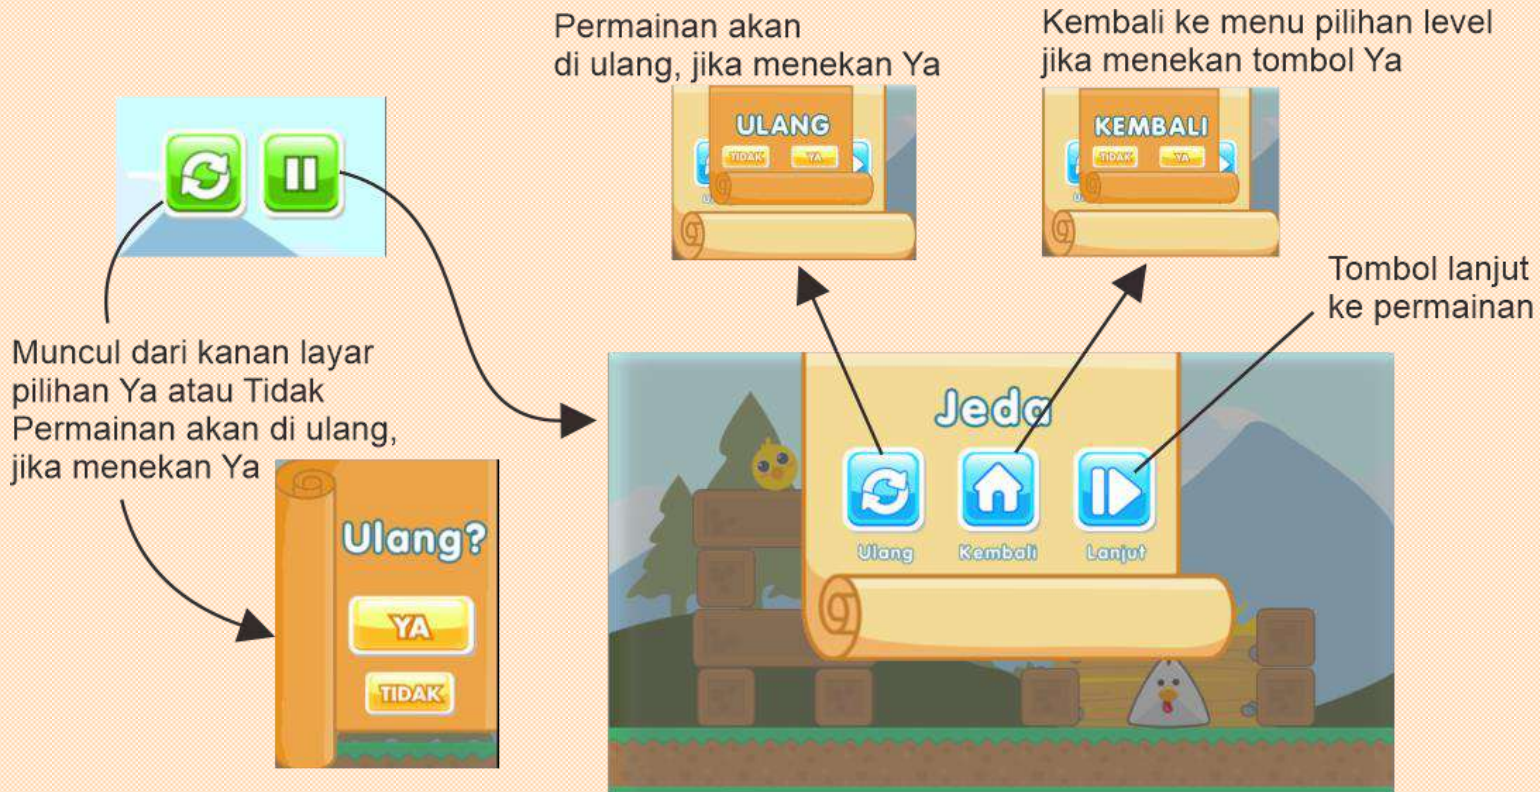 Permainan akan
di ulang, jika menekan Ya
Kembali ke menu pilihan level
jika menekan tombol Ya
ULANG
TIDAK YA
KEMBALI
TIDAK YA
Tombol lanjut
ke permainan
Muncul dari kanan layar
pilihan Ya atau Tidak
Permainan akan di ulang,
jika menekan Ya
Ulang?
YA
TIDAK
Jeda
Ulang Kembali Lanjut